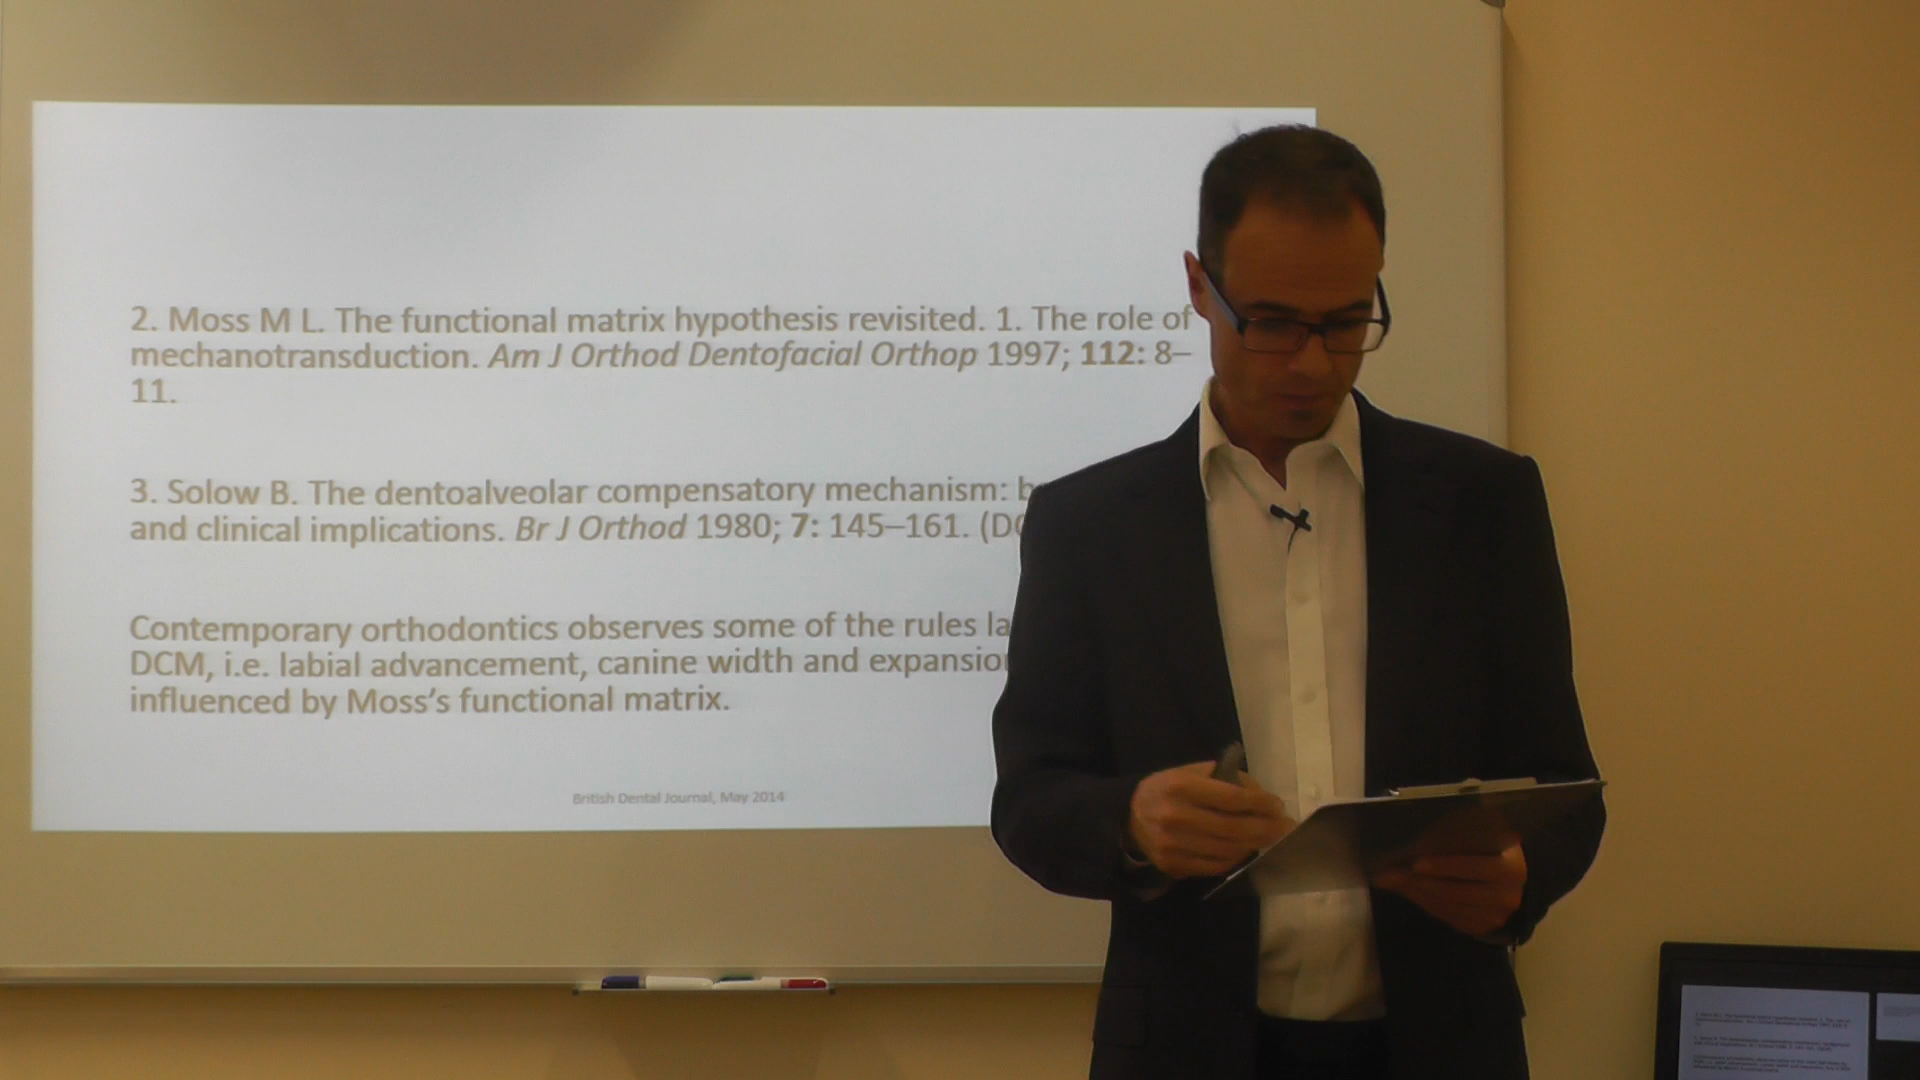 2. Moss M L. The functional matrix hypothesis revisited. 1. The role of
mechanotransduction. Am J Orthod Dentofacial Orthop 1997; 112: 8–
11.
3. Solow B. The dentoalveolar compensatory mechanism:
and clinical implications. Br J Orthod 1980; 7: 145–161.
Contemporary orthodontics observes some of the rules
DCM, i.e. labial advancement, canine width and
influenced by Moss's functional matrix.
British Dental Journal, May 2014